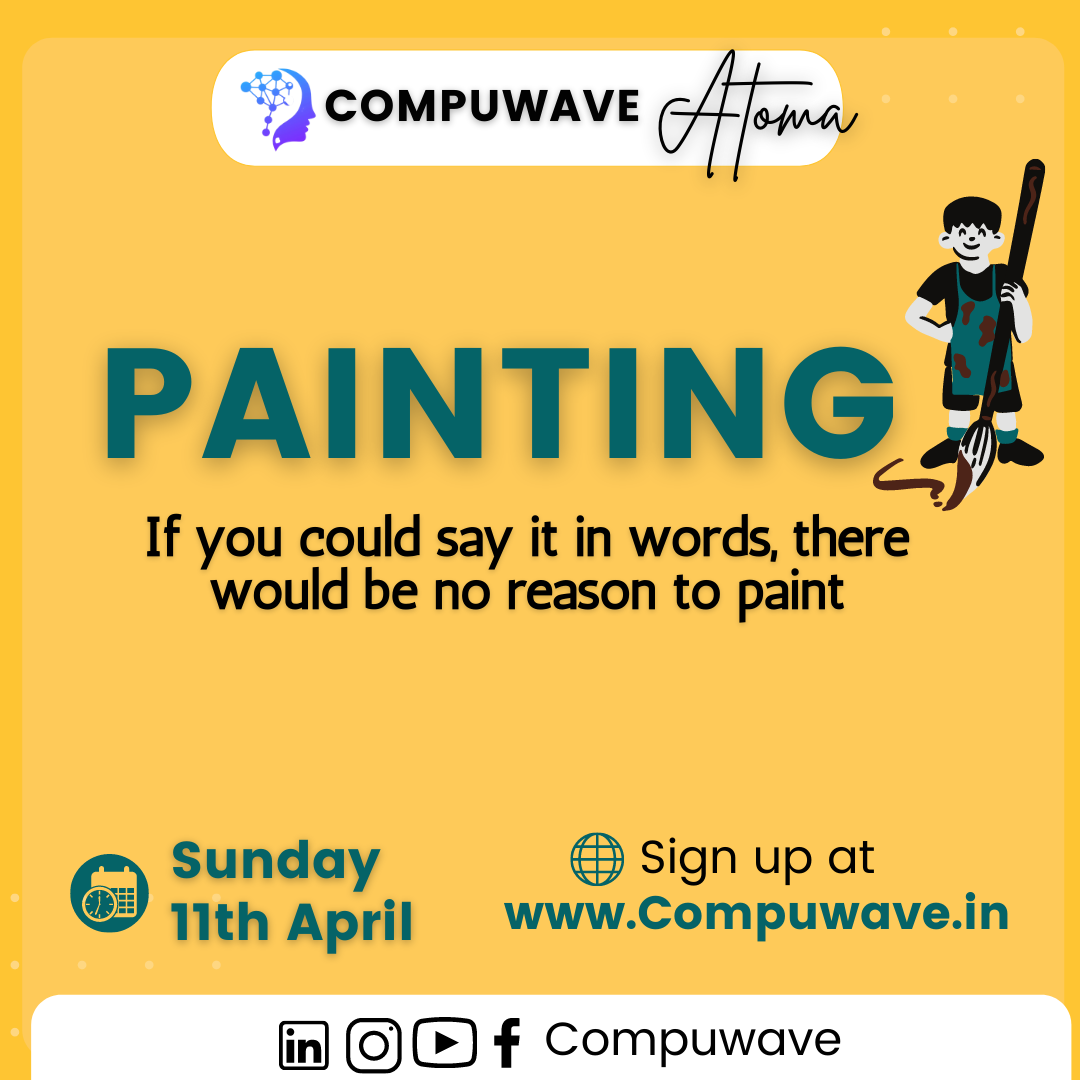 COMPUWAVE Atoma
PAINTING
If you could say it in words, there
would be no reason to paint
Sunday
11th April
Sign up at
www.Compuwave.in
in f Compuwave